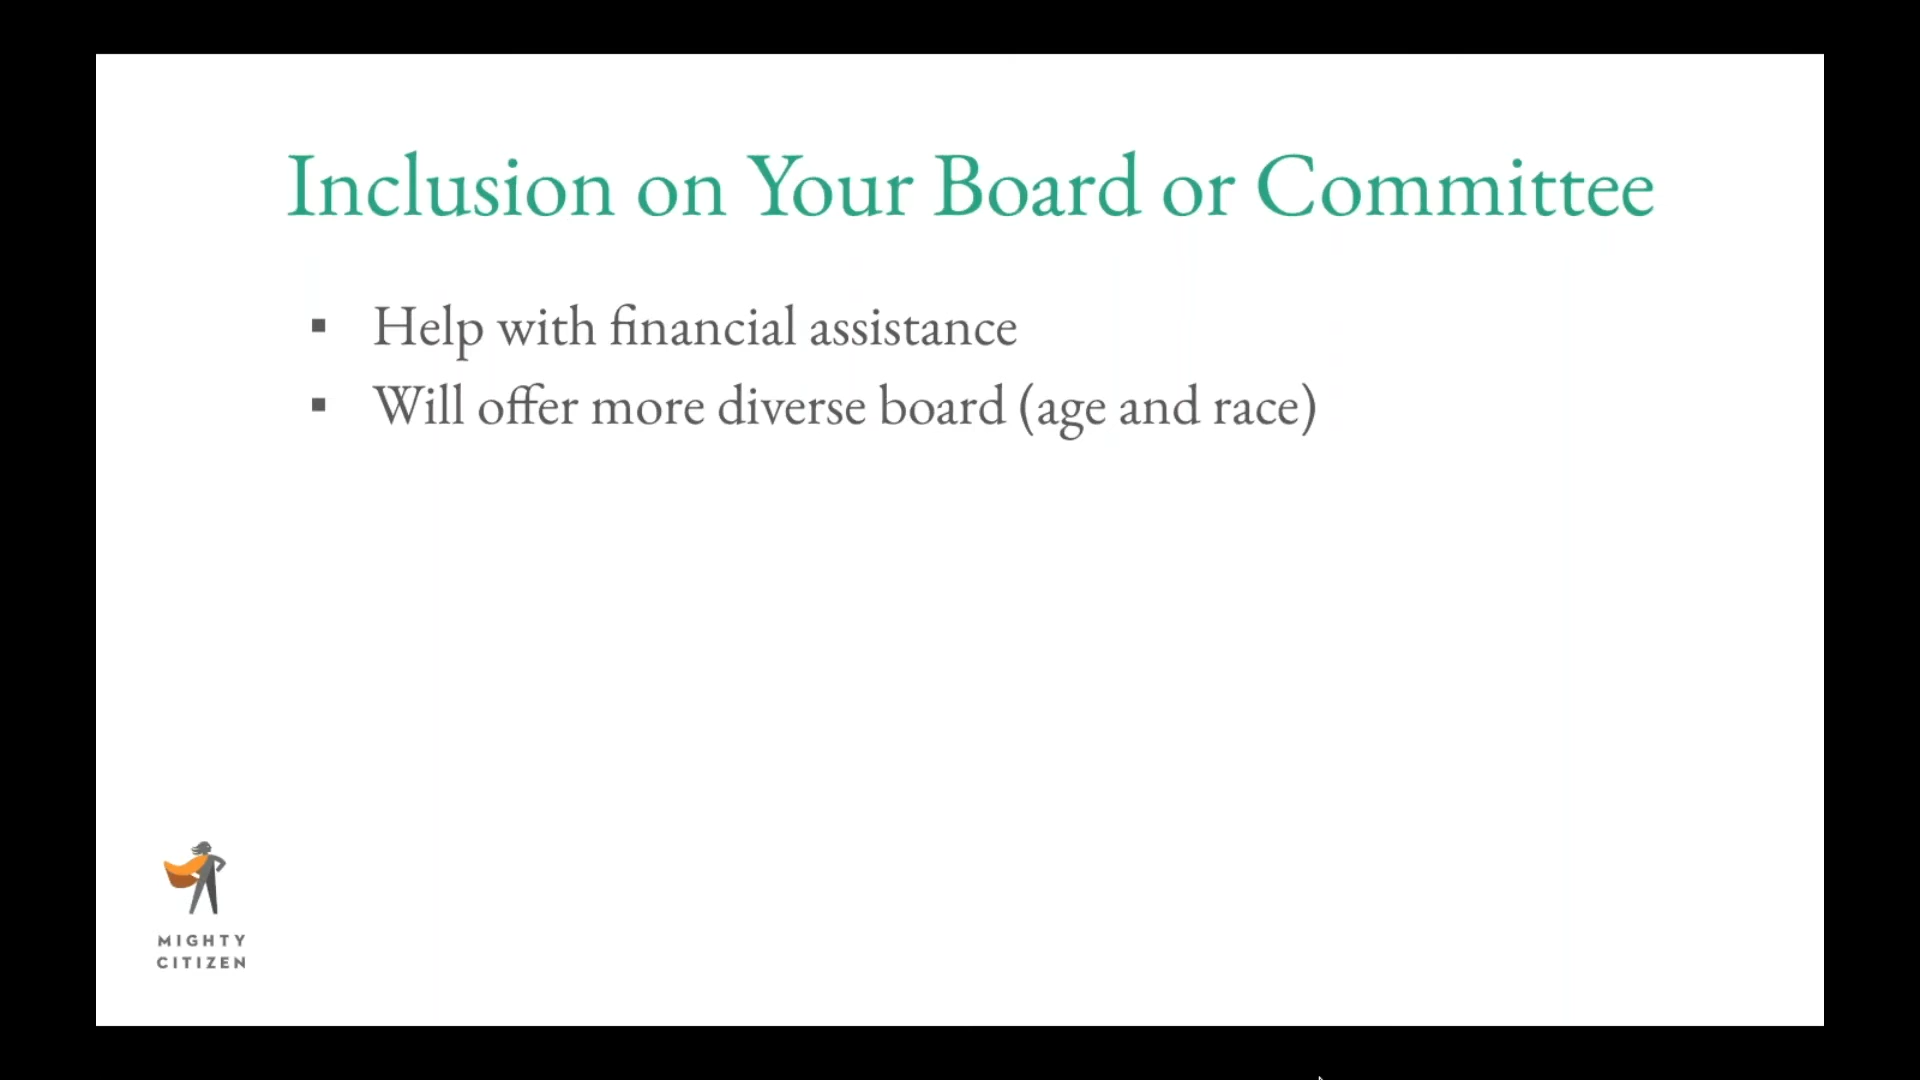 Inclusion on Your Board or Committee
▪ Help with financial assistance
▪ Will offer more diverse board (age and race)
MIGHTY
CITIZEN